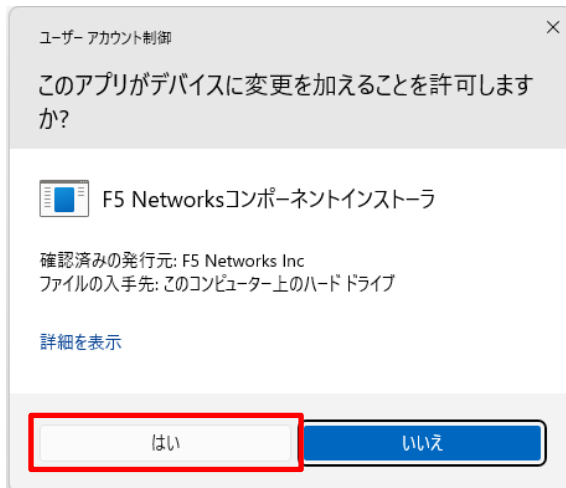 ユーザー アカウント制御
このアプリがデバイスに変更を加えることを許可します
か?
F5 Networksコンポーネントインストーラ
確認済みの発行元: F5 Networks Inc
ファイルの入手先: このコンピューター上のハード ドライブ
詳細を表示
はい
いいえ